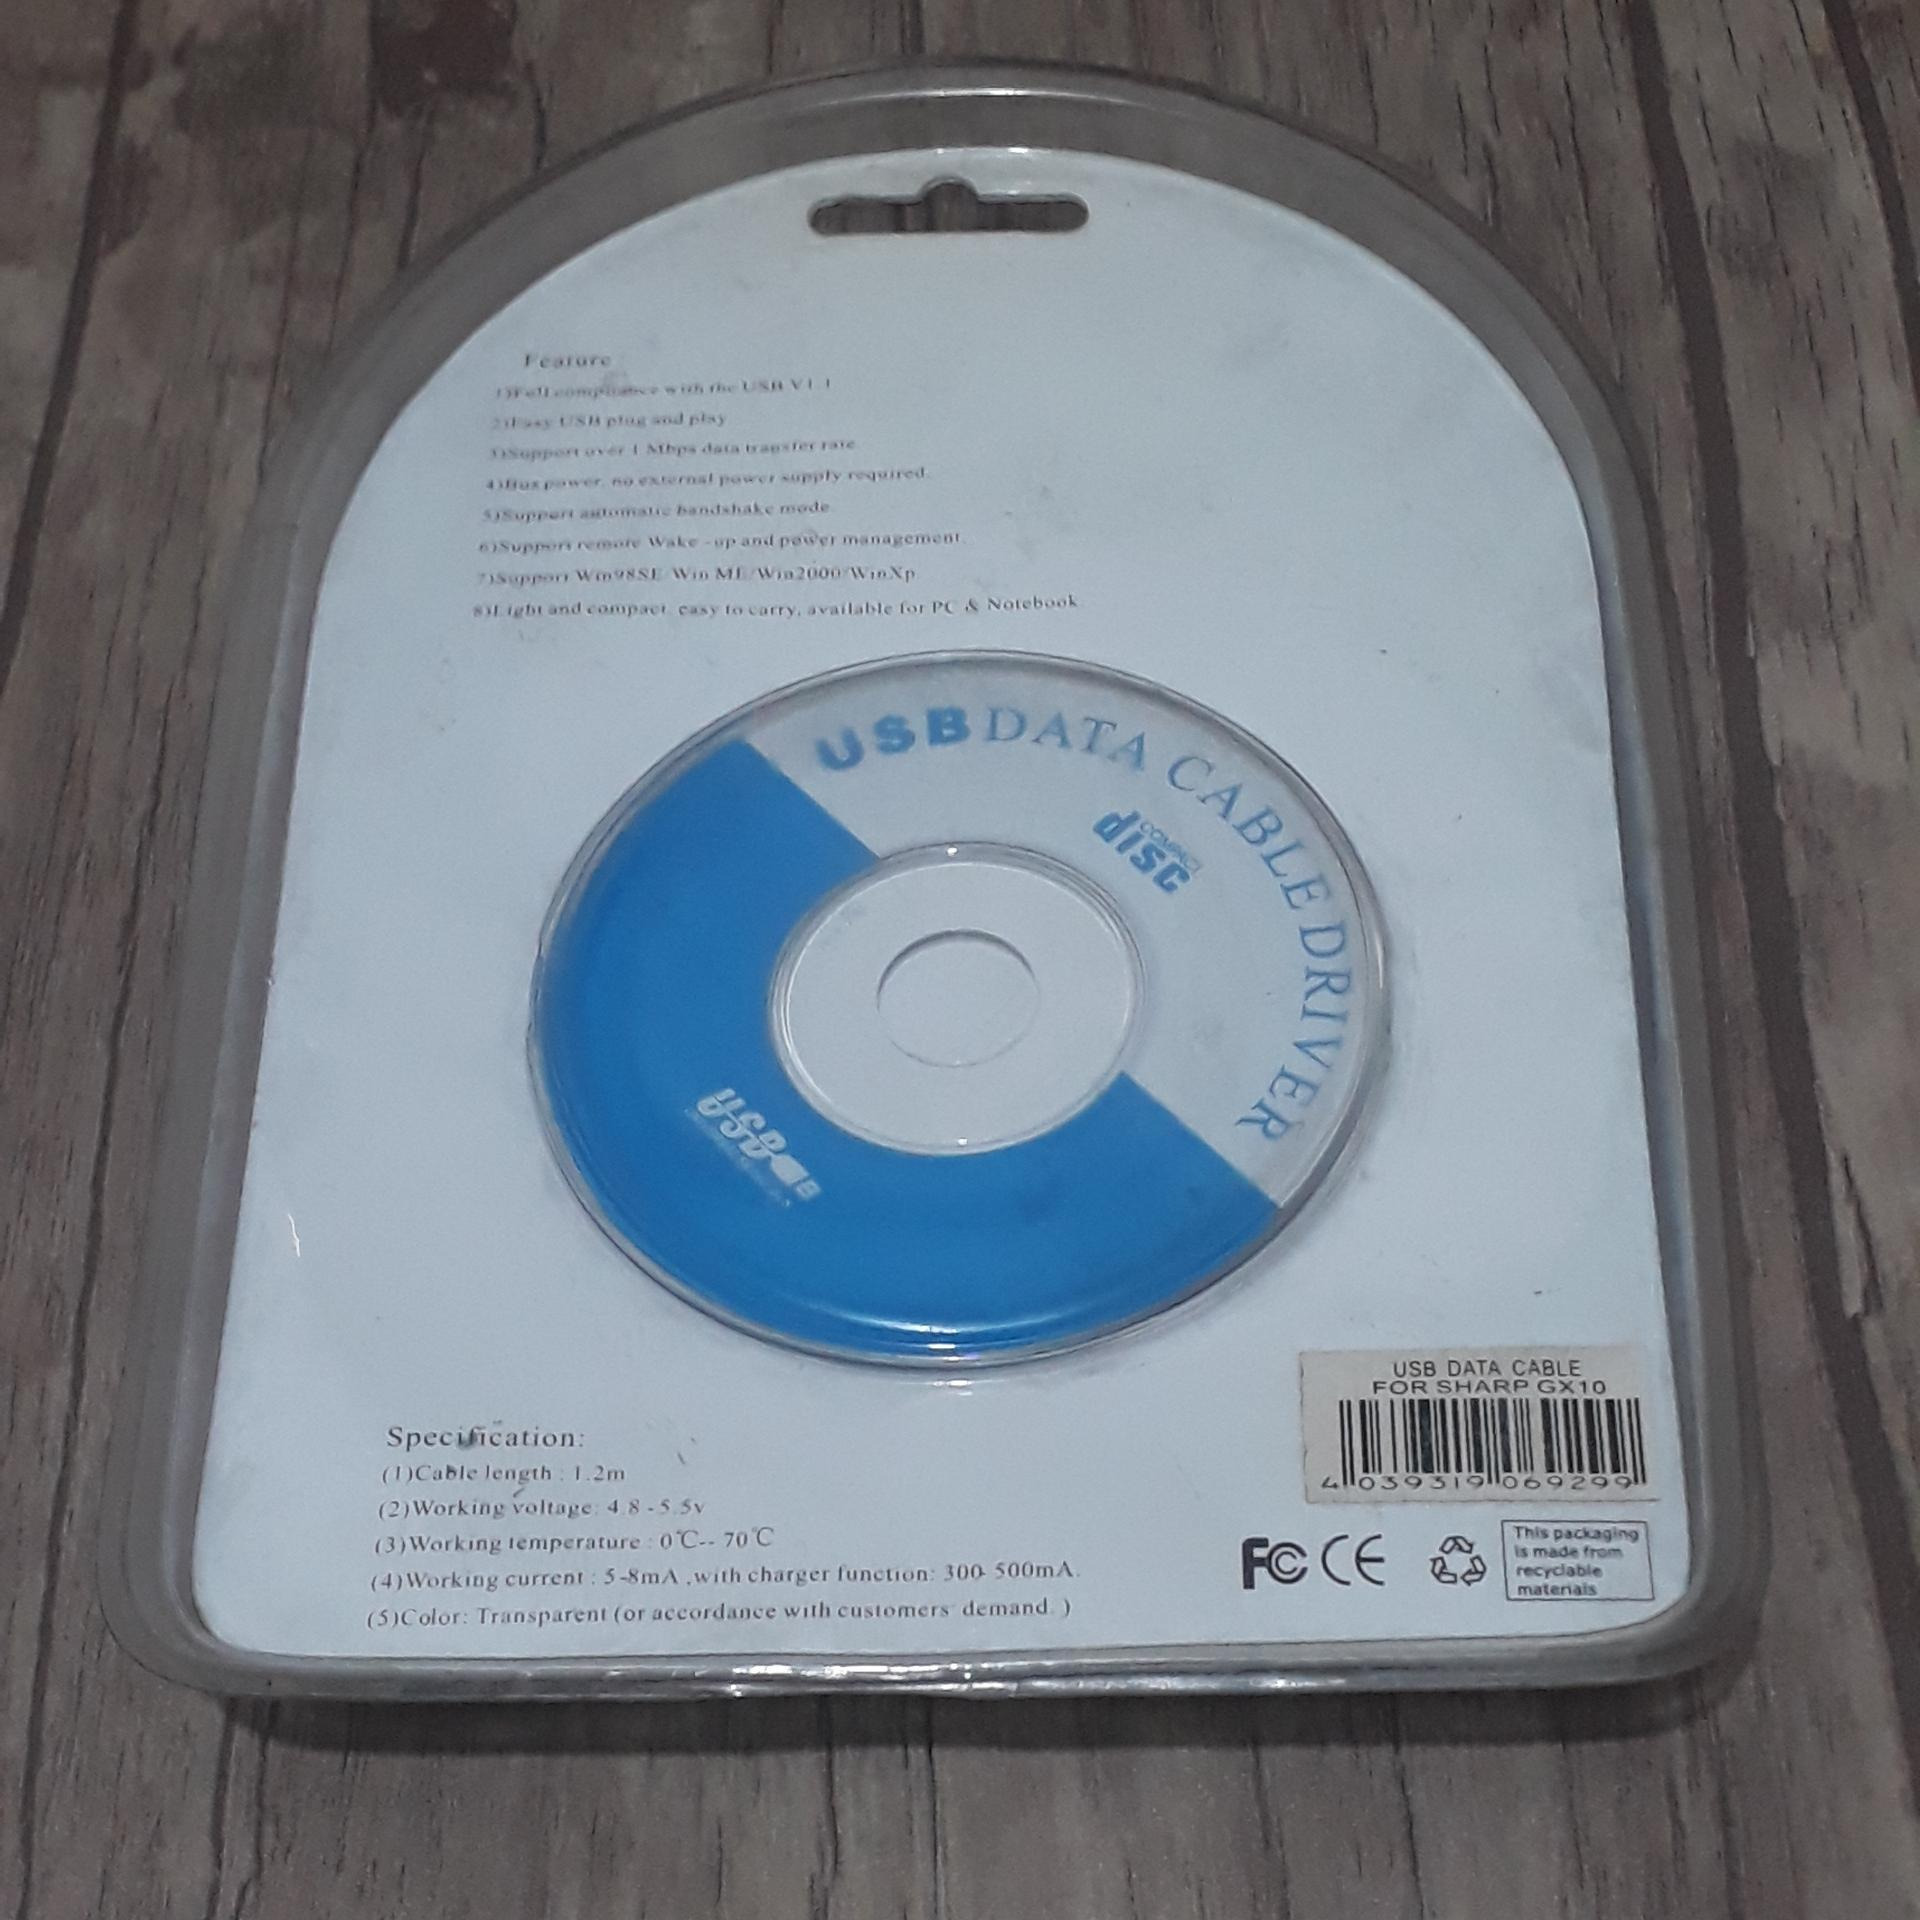 Feature
1)Full compliance with the USB V1.1
2)Easy USB plug and play
3)Support over 1 Mbps data transfer rate
4)Bus power, no external power supply required.
5)Support automatic handshake mode
6)Support remote Wake-up and power management.
7)Support Win98SE/Win ME/Win2000/WinXp
8)Light and compact, easy to carry, available for PC & Notebook
USB DATA CABLE DRIVER
COMPACT
disc
USB
USB DATA CABLE
FOR SHARP GX10
4 039319 069299
Specification:
(1)Cable length : 1.2m
(2)Working voltage: 4.8-5.5v
(3)Working temperature : 0℃-- 70℃
(4)Working current : 5-8mA ,with charger function: 300-500mA.
(5)Color: Transparent (or accordance with customers' demand. )
FC CE
This packaging
is made from
recyclable
materials